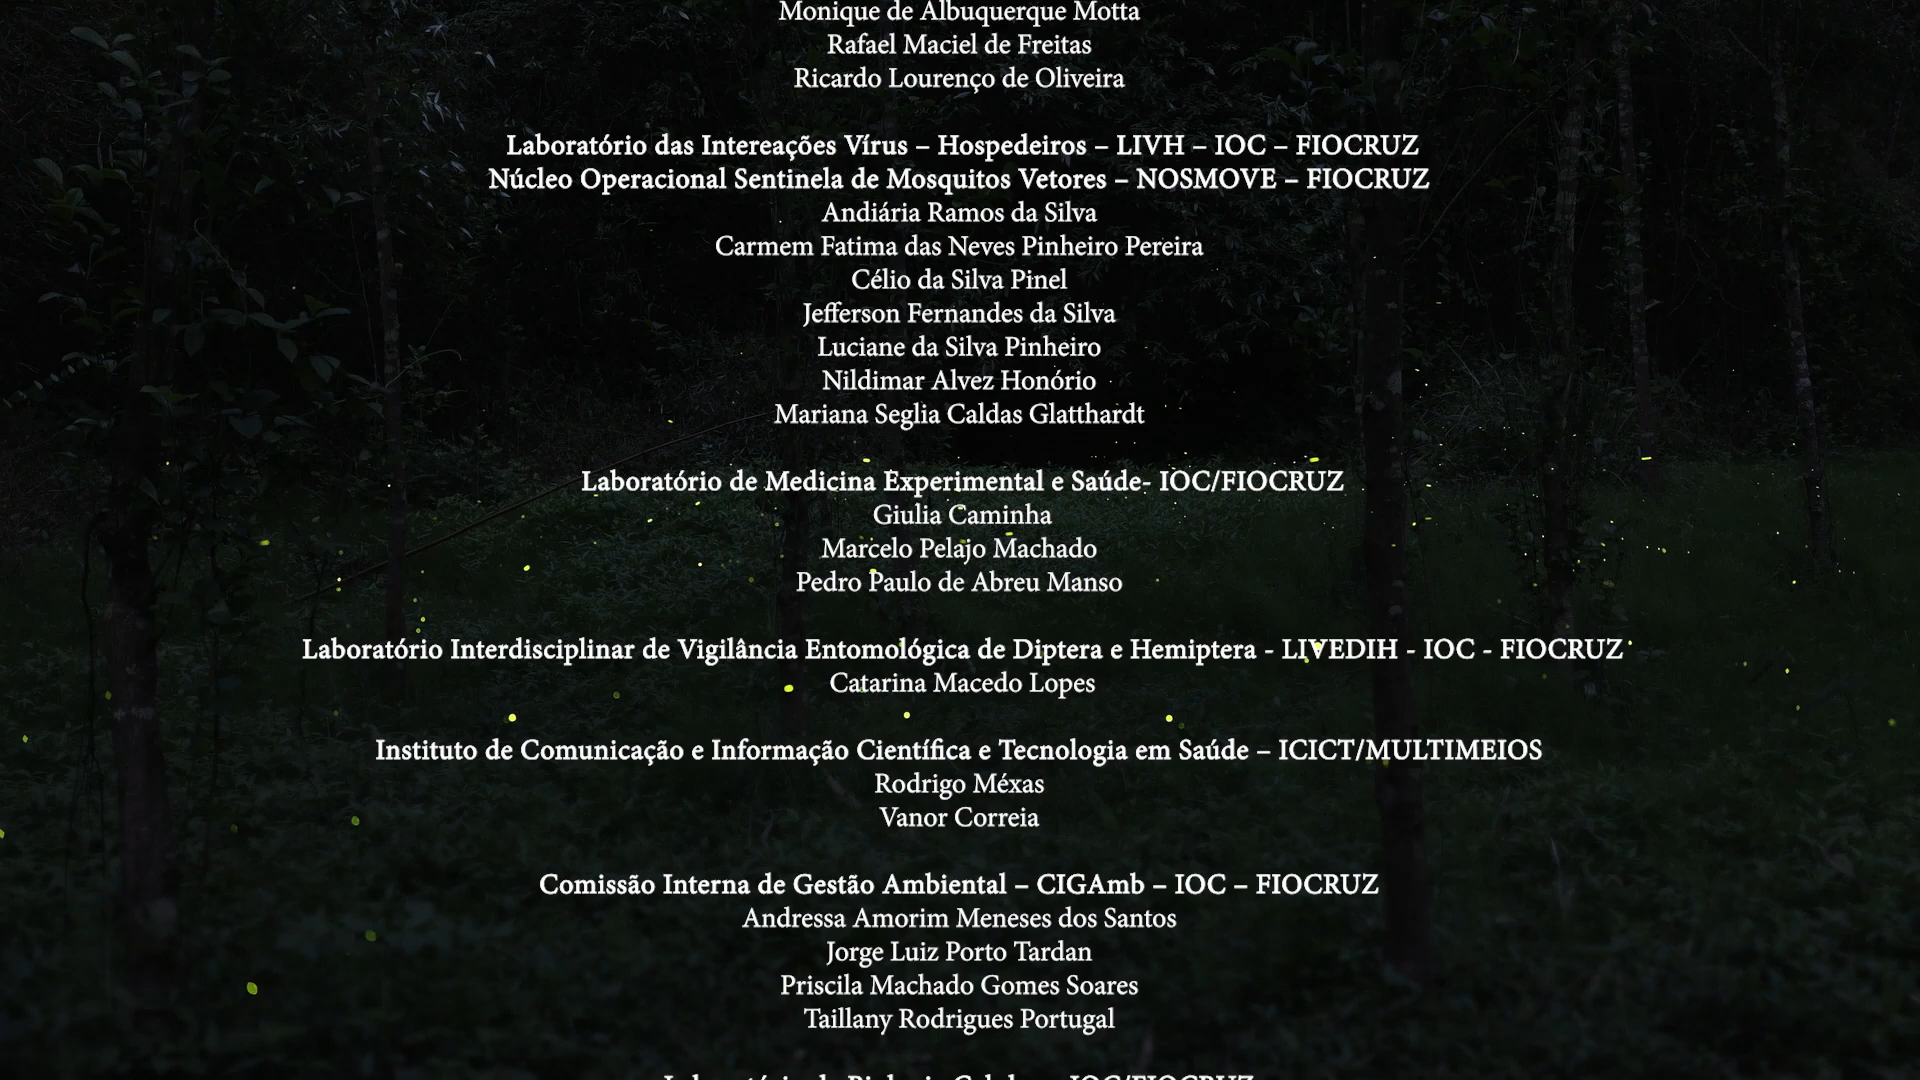 Monique de Albuquerque Motta
Rafael Maciel de Freitas
Ricardo Lourenço de Oliveira
Laboratório das Intereações Vírus – Hospedeiros – LIVH – IOC – FIOCRUZ
Núcleo Operacional Sentinela de Mosquitos Vetores – NOSMOVE – FIOCRUZ
Andiária Ramos da Silva
Carmem Fatima das Neves Pinheiro Pereira
Célio da Silva Pinel
Jefferson Fernandes da Silva
Luciane da Silva Pinheiro
Nildimar Alvez Honório
Mariana Seglia Caldas Glatthardt
Laboratório de Medicina Experimental e Saúde- IOC/FIOCRUZ
Giulia Caminha
Marcelo Pelajo Machado
Pedro Paulo de Abreu Manso
Laboratório Interdisciplinar de Vigilância Entomológica de Diptera e Hemiptera - LIVEDIH - IOC - FIOCRUZ
Catarina Macedo Lopes
Instituto de Comunicação e Informação Científica e Tecnologia em Saúde – ICICT/MULTIMEIOS
Rodrigo Méxas
Vanor Correia
Comissão Interna de Gestão Ambiental – CIGAmb – IOC – FIOCRUZ
Andressa Amorim Meneses dos Santos
Jorge Luiz Porto Tardan
Priscila Machado Gomes Soares
Taillany Rodrigues Portugal